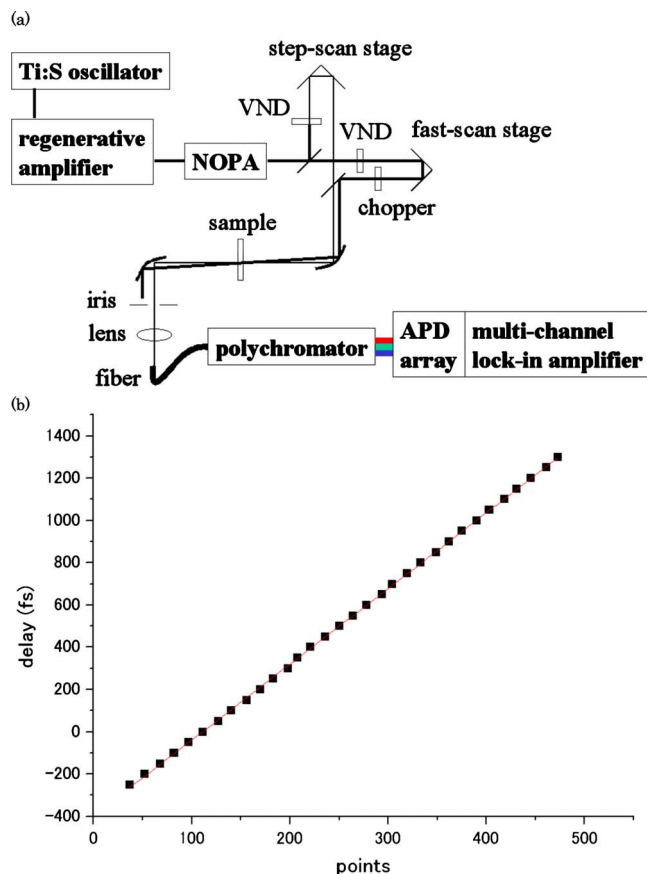 (a)
step-scan stage
Ti:S oscillator
VND
VND
fast-scan stage
regenerative
amplifier
NOPA
chopper
sample
iris
lens
fiber
polychromator
APD
array
multi-channel
lock-in amplifier
(b)
1400
1200
1000
800
600
400
200
0
-200
-400
delay (fs)
0
100
200
300
400
500
points